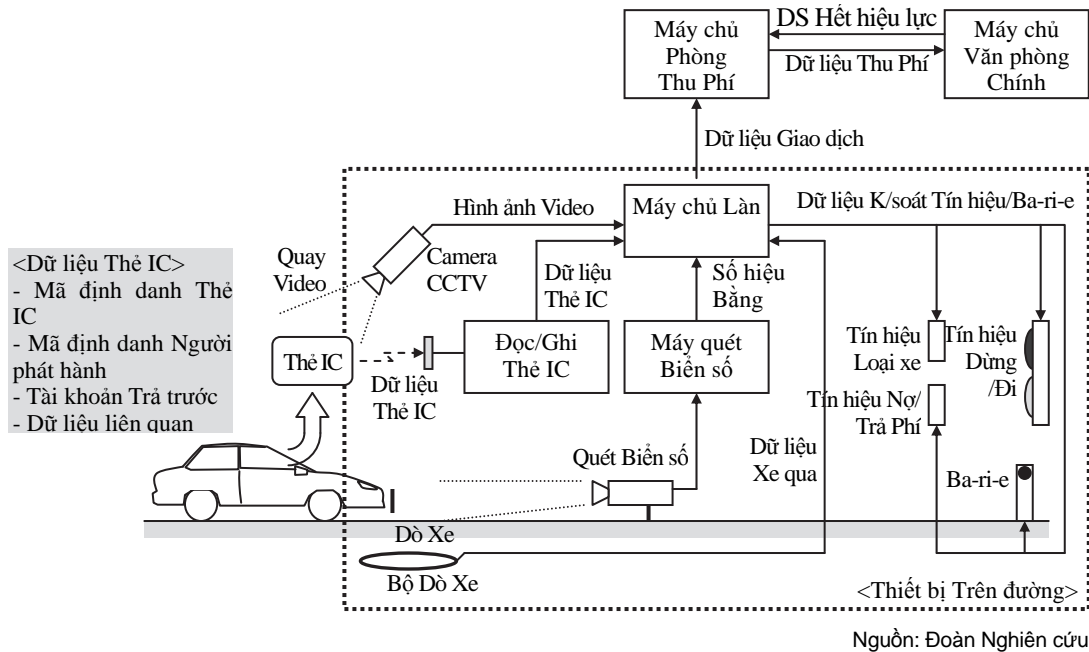 DS Hết hiệu lực
Máy chủ
Phòng
Thu Phí
Máy chủ
Văn phòng
Chính
Dữ liệu Thu Phí
Dữ liệu Giao dịch
Hình ảnh Video
Máy chủ Làn
Dữ liệu K/soát Tín hiệu/Ba-ri-e
<Dữ liệu Thẻ IC>
- Mã định danh Thẻ
IC
- Mã định danh Người
phát hành
- Tài khoản Trả trước
- Dữ liệu liên quan
Quay
Video
Camera
CCTV
Dữ liệu
Thẻ IC
Số hiệu
Bằng
Thẻ IC
Dữ liệu
Thẻ IC
Đọc/Ghi
Thẻ IC
Máy quét
Biển số
Tín hiệu
Loại xe
Tín hiệu
Dừng
/Đi
Tín hiệu Nợ/
Trả Phí
Quét Biển số
Dữ liệu
Xe qua
Ba-ri-e
Dò Xe
Bộ Dò Xe
<Thiết bị Trên đường>
Nguồn: Đoàn Nghiên cứu